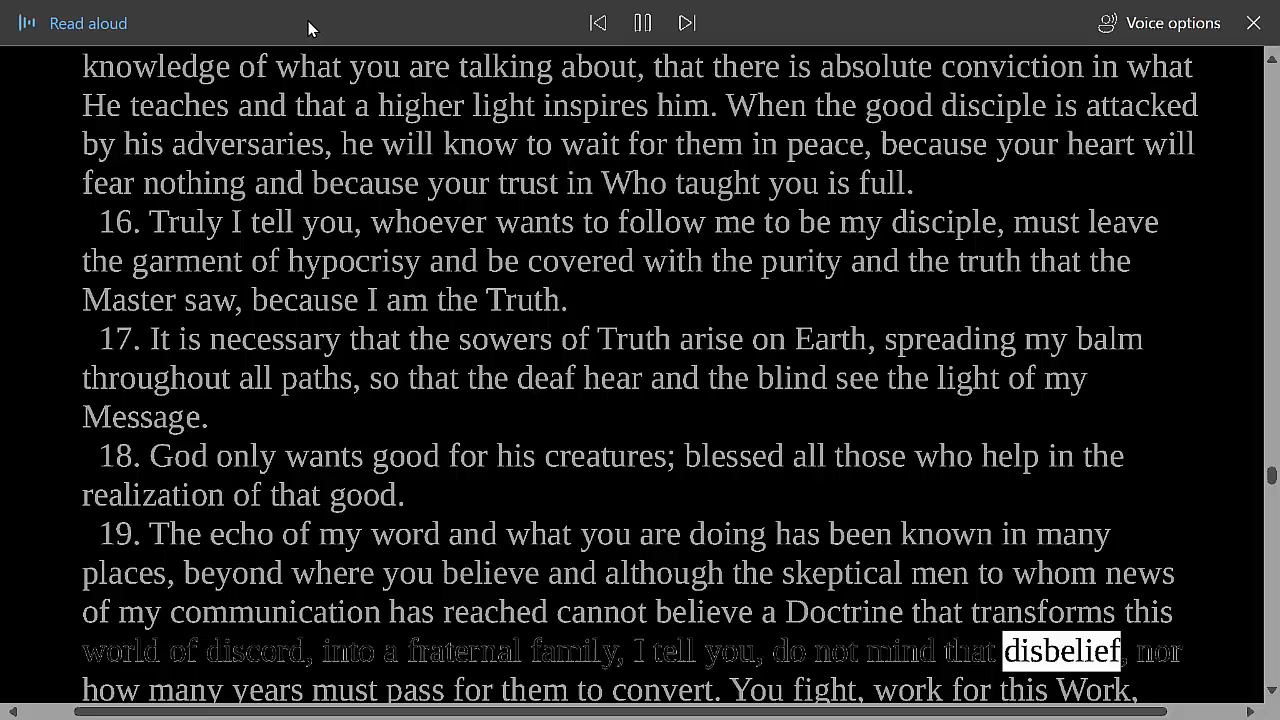 Read aloud
Voice options
knowledge of what you are talking about, that there is absolute conviction in what
He teaches and that a higher light inspires him. When the good disciple is attacked
by his adversaries, he will know to wait for them in peace, because your heart will
fear nothing and because your trust in Who taught you is full.
16. Truly I tell you, whoever wants to follow me to be my disciple, must leave
the garment of hypocrisy and be covered with the purity and the truth that the
Master saw, because I am the Truth.
17. It is necessary that the sowers of Truth arise on Earth, spreading my balm
throughout all paths, so that the deaf hear and the blind see the light of my
Message.
18. God only wants good for his creatures; blessed all those who help in the
realization of that good.
19. The echo of my word and what you are doing has been known in many
places, beyond where you believe and although the skeptical men to whom news
of my communication has reached cannot believe a Doctrine that transforms this
world of discord, into a fraternal family, I tell you, do not mind that disbelief, nor
how many years must pass for them to convert. You fight, work for this Work,